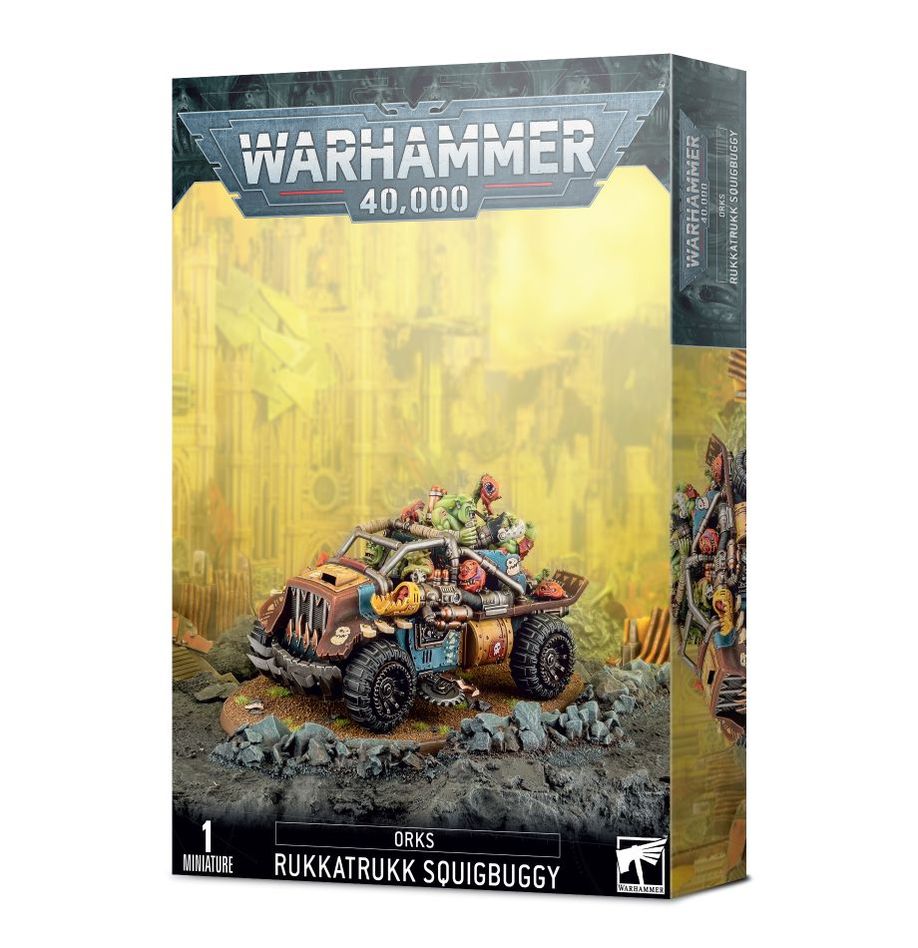 WARHAMMER
40,000
WARHAMMER
40,000
ORKS
RUKKATRUKK SQUIGBUGGY
1
MINIATURE
ORKS
RUKKATRUKK SQUIGBUGGY
WARHAMMER